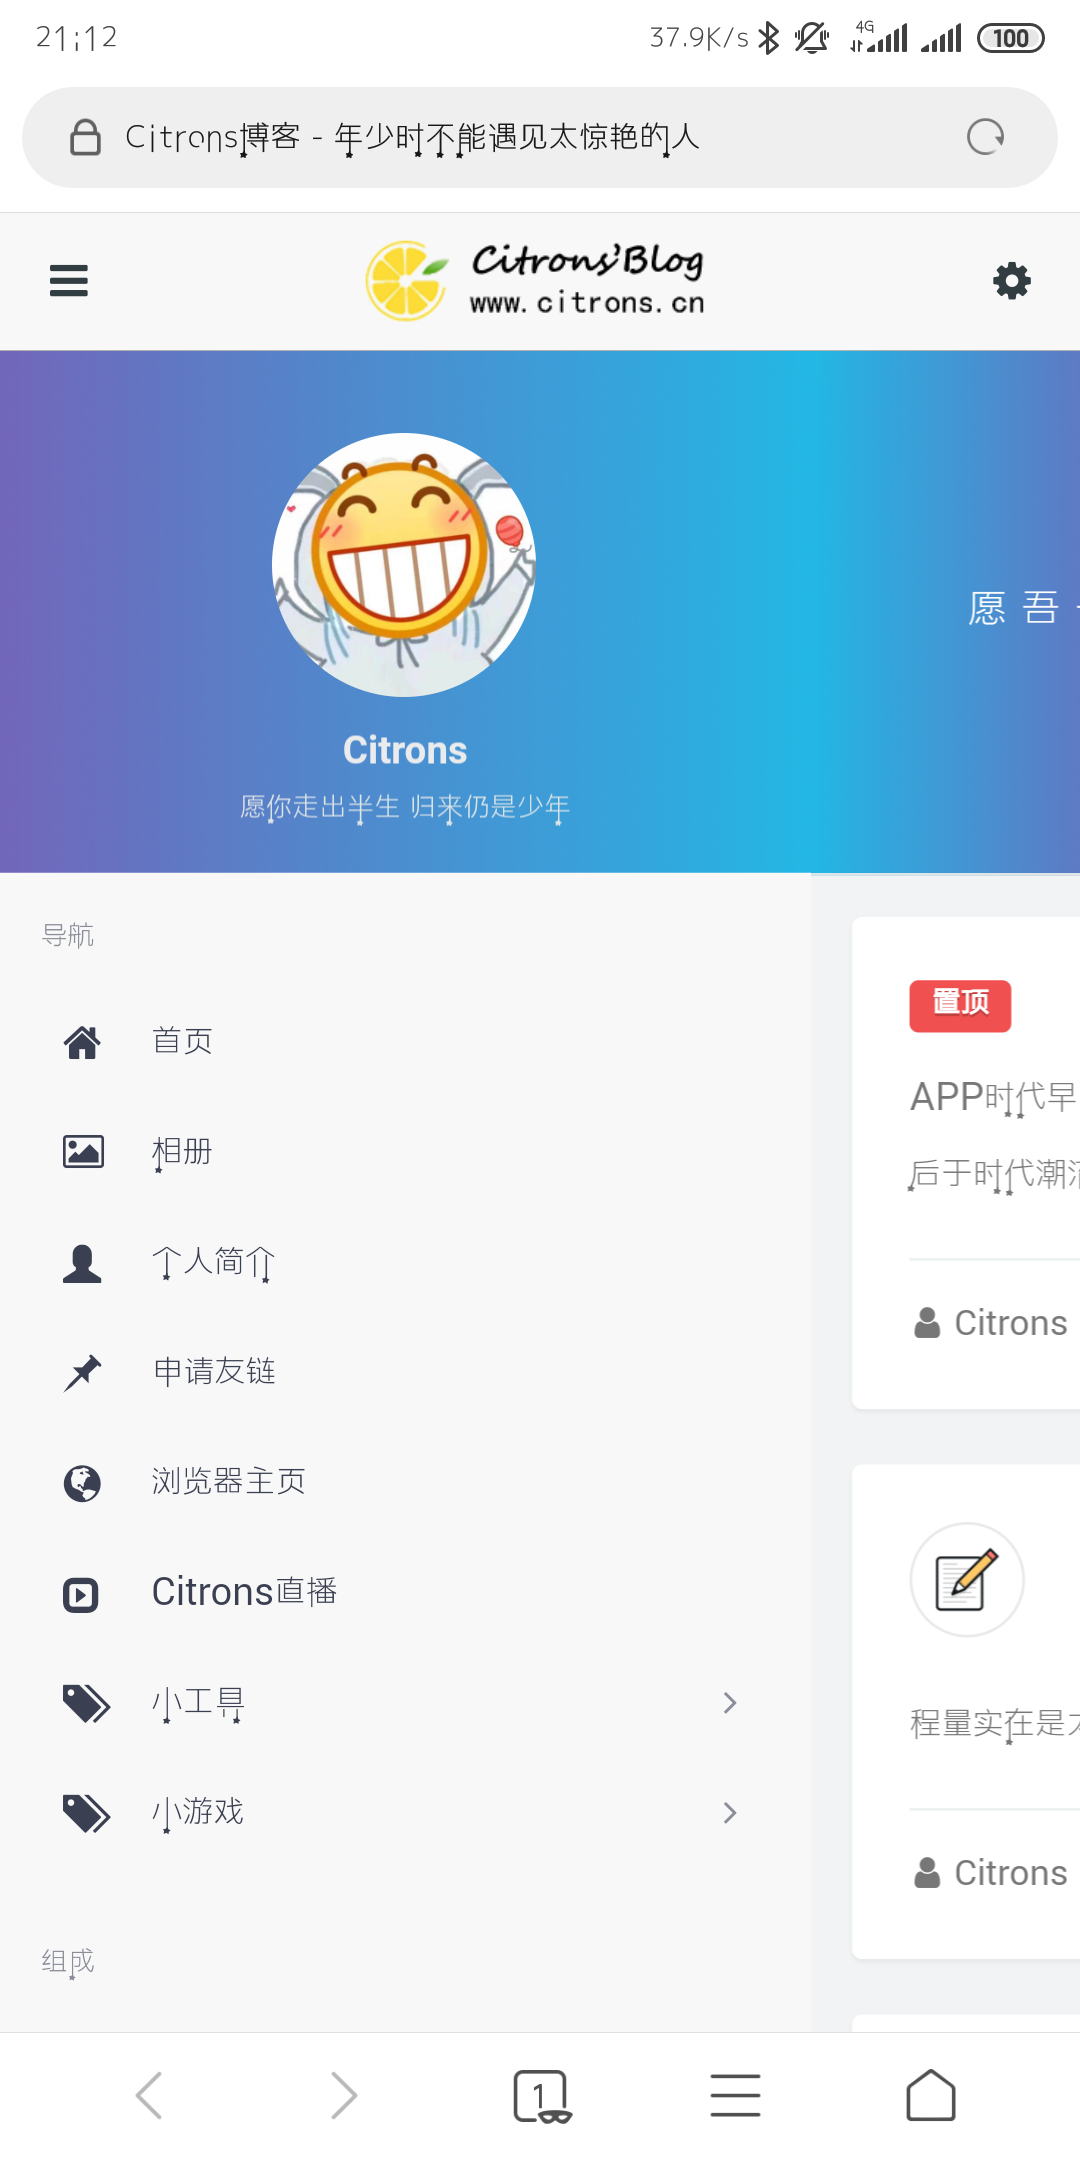 21:12
37.9K/s
4G
100
Citrons博客 - 年少时不能遇见太惊艳的人
Citrons'Blog
www.citrons.cn
愿 吾
Citrons
愿你走出半生 归来仍是少年
导航
首页
相册
个人简介
申请友链
浏览器主页
Citrons直播
小工具
小游戏
组成
置顶
APP时代早
后于时代潮
Citrons
程量实在是
Citrons
1